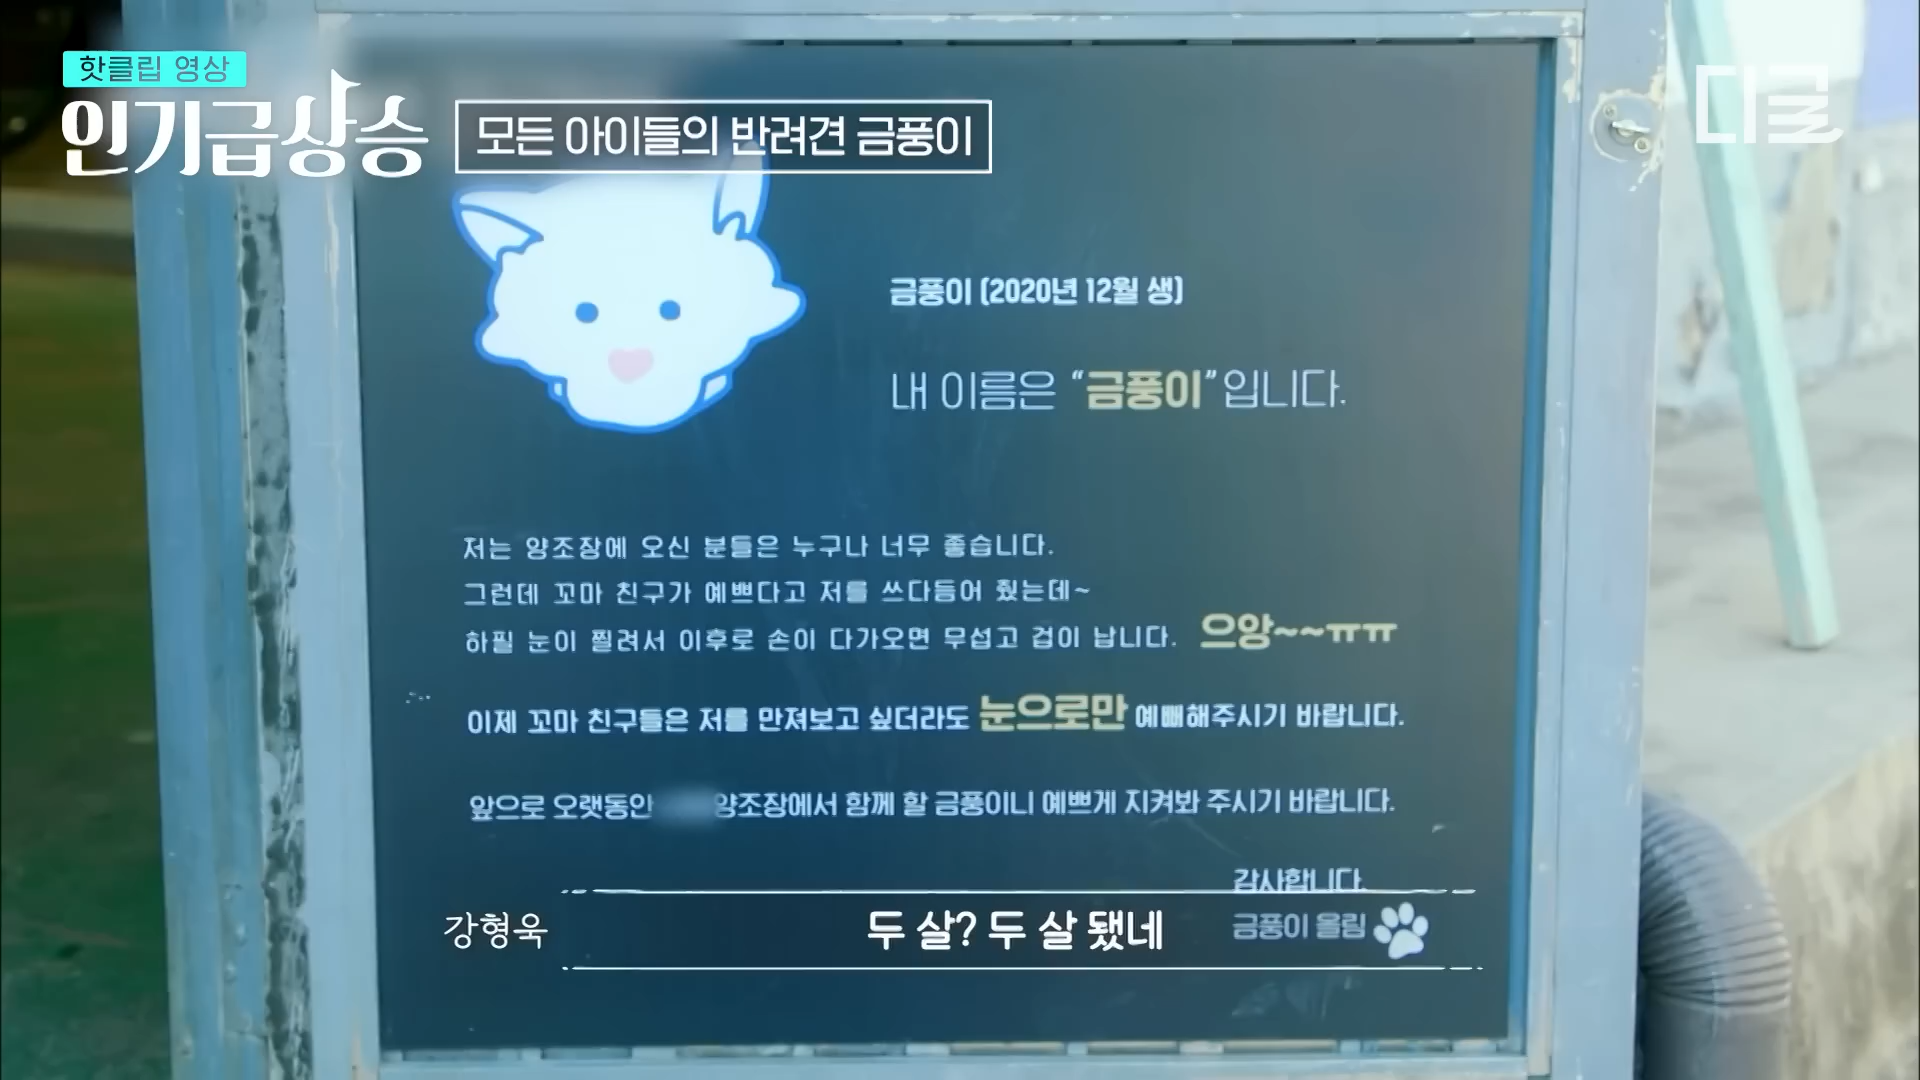 핫클립 영상
인기급상승
모든 아이들의 반려견 금풍이
디글
금풍이 (2020년 12월 생)
내 이름은 “금풍이”입니다.
저는 양조장에 오신 분들은 누구나 너무 좋습니다.
그런데 꼬마 친구가 예쁘다고 저를 쓰다듬어 줬는데~
하필 눈이 찔려서 이후로 손이 다가오면 무섭고 겁이 납니다. 으앙~~ㅠㅠ
이제 꼬마 친구들은 저를 만져보고 싶더라도 눈으로만 예뻐해주시기 바랍니다.
앞으로 오랫동안 양조장에서 함께 할 금풍이니 예쁘게 지켜봐 주시기 바랍니다.
감사합니다.
금풍이 올림
강형욱 두 살? 두 살 됐네